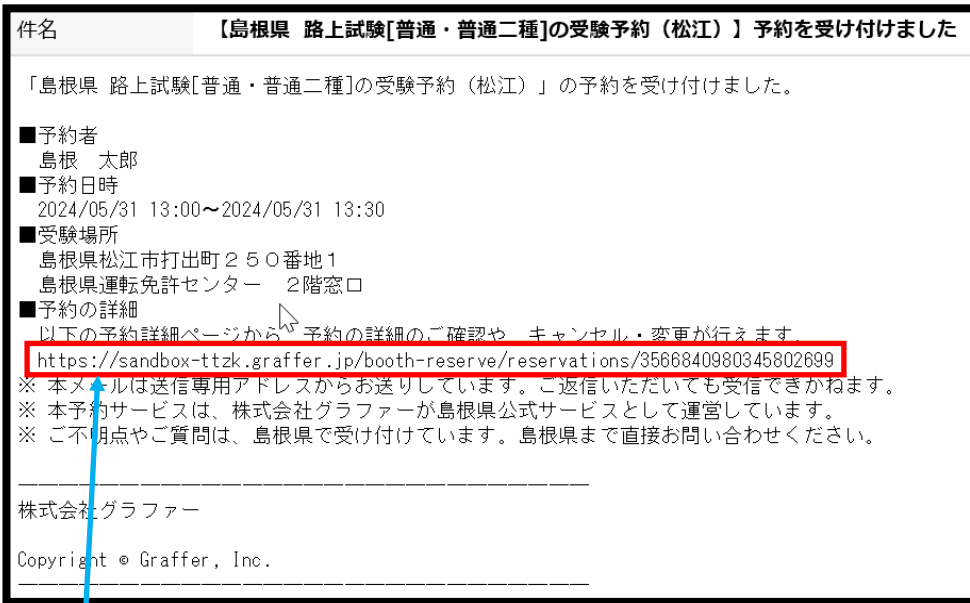 件名 【島根県 路上試験[普通・普通二種]の受験予約（松江）】予約を受け付けました
「島根県 路上試験[普通・普通二種]の受験予約（松江）」の予約を受け付けました。
■予約者
島根　太郎
■予約日時
2024/05/31 13:00～2024/05/31 13:30
■受験場所
島根県松江市打出町２５０番地１
島根県運転免許センター　２階窓口
■予約の詳細
以下の予約詳細ページから、予約の詳細のご確認や、キャンセル・変更が行えます。
https://sandbox-ttzk.graffer.jp/booth-reserve/reservations/3566840980345802699
※ 本メールは送信専用アドレスからお送りしています。ご返信いただいても受信できかねます。
※ 本予約サービスは、株式会社グラファーが島根県公式サービスとして運営しています。
※ ご不明点やご質問は、島根県で受け付けています。島根県まで直接お問い合わせください。
株式会社グラファー
Copyright © Graffer, Inc.